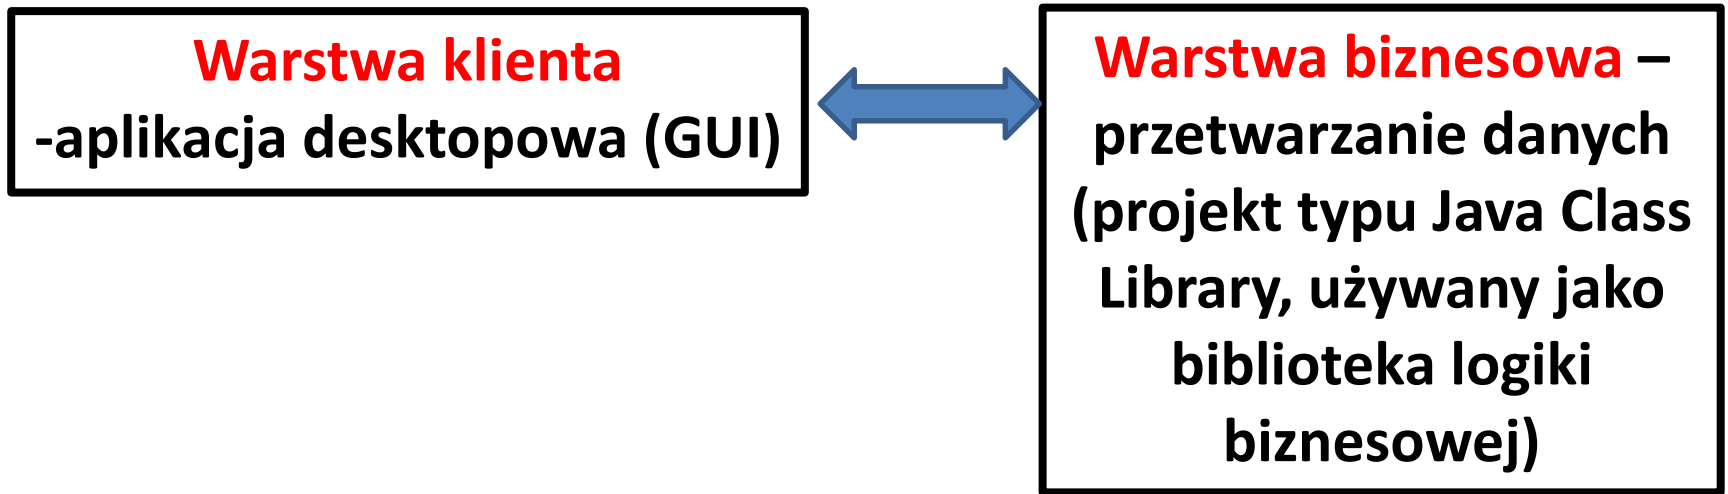 Warstwa klienta
-aplikacja desktopowa (GUI)
Warstwa biznesowa –
przetwarzanie danych
(projekt typu Java Class
Library, używany jako
biblioteka logiki
biznesowej)